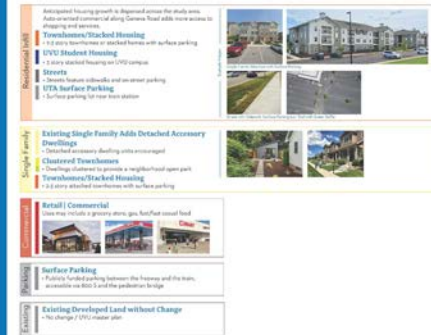 Residential Infill
Anticipated housing growth is dispersed across the study area.
Auto-oriented commercial along Geneva Road adds more access to
shopping and services.
Townhomes/Stacked Housing
• 2-3 story townhomes or stacked homes with surface parking
UVU Student Housing
• 3 story stacked housing on UVU campus
Streets
• Streets feature sidewalks and on-street parking
UTA Surface Parking
• Surface parking lot near train station
Single Family
Existing Single Family Adds Detached Accessory
Dwellings
• Detached accessory dwelling units encouraged
Clustered Townhomes
• Dwellings clustered to provide a neighborhood open park
Townhomes/Stacked Housing
• 2-3 story attached townhomes with surface parking
Commercial
Retail | Commercial
Uses may include a grocery store, gas, fast/fast casual food
Parking
Surface Parking
• Publicly funded parking between the freeway and the train,
accessible via 800 S and the pedestrian bridge
Existing
Existing Developed Land without Change
• No change / UVU master plan